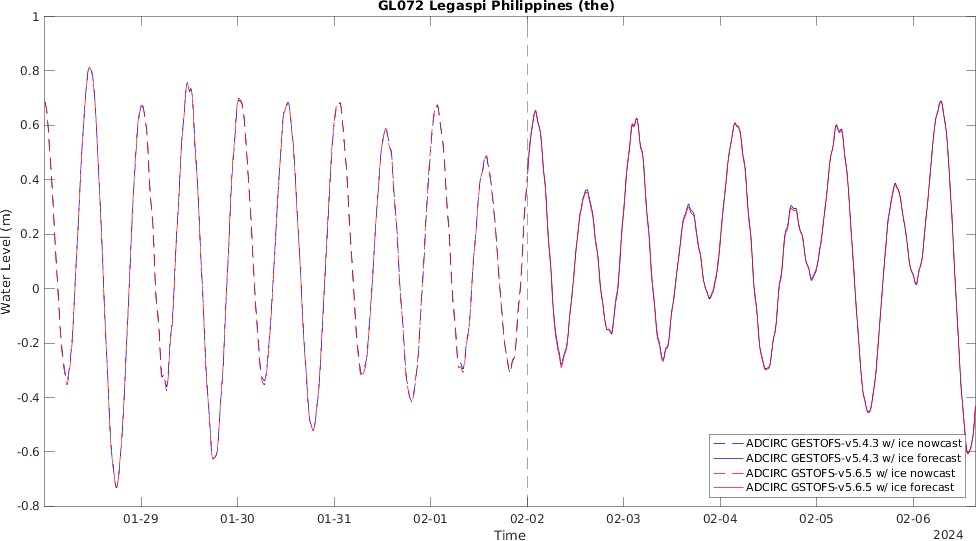 GL072 Legaspi Philippines (the)
1
0.8
0.6
0.4
0.2
0
-0.2
-0.4
-0.6
-0.8
Water Level (m)
01-29 01-30 01-31 02-01 02-02 02-03 02-04 02-05 02-06
Time
2024
ADCIRC GESTOFS-v5.4.3 w/ ice nowcast
ADCIRC GESTOFS-v5.4.3 w/ ice forecast
ADCIRC GSTOFS-v5.6.5 w/ ice nowcast
ADCIRC GSTOFS-v5.6.5 w/ ice forecast